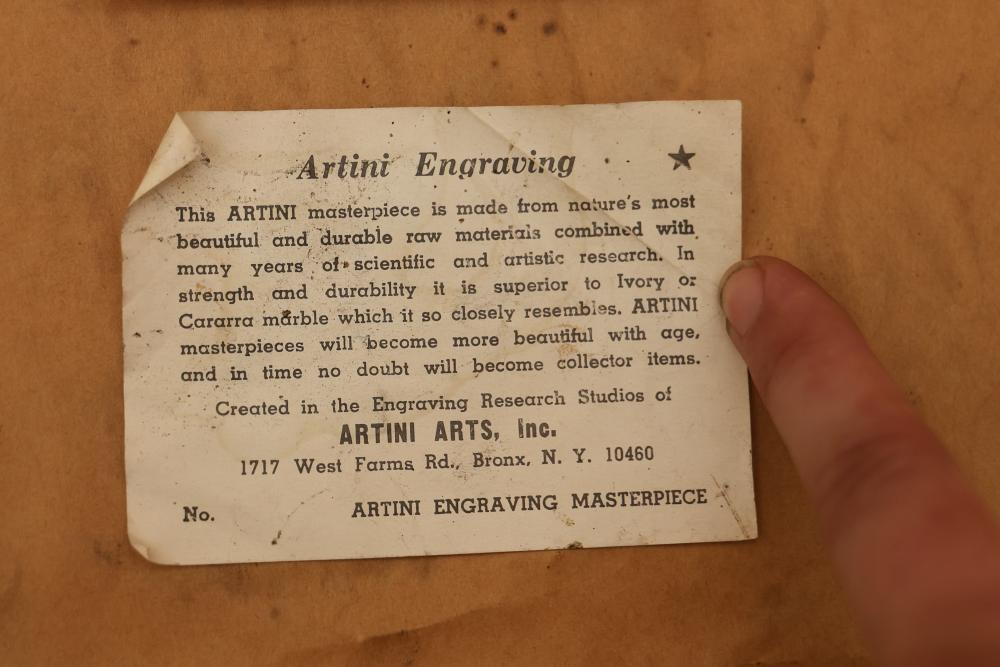 Artini Engraving ★
This ARTINI masterpiece is made from nature's most
beautiful and durable raw materials combined with
many years of scientific and artistic research. In
strength and durability it is superior to Ivory or
Cararra marble which it so closely resembles. ARTINI
masterpieces will become more beautiful with age,
and in time no doubt will become collector items.
Created in the Engraving Research Studios of
ARTINI ARTS, Inc.
1717 West Farms Rd., Bronx, N. Y. 10460
No. ARTINI ENGRAVING MASTERPIECE